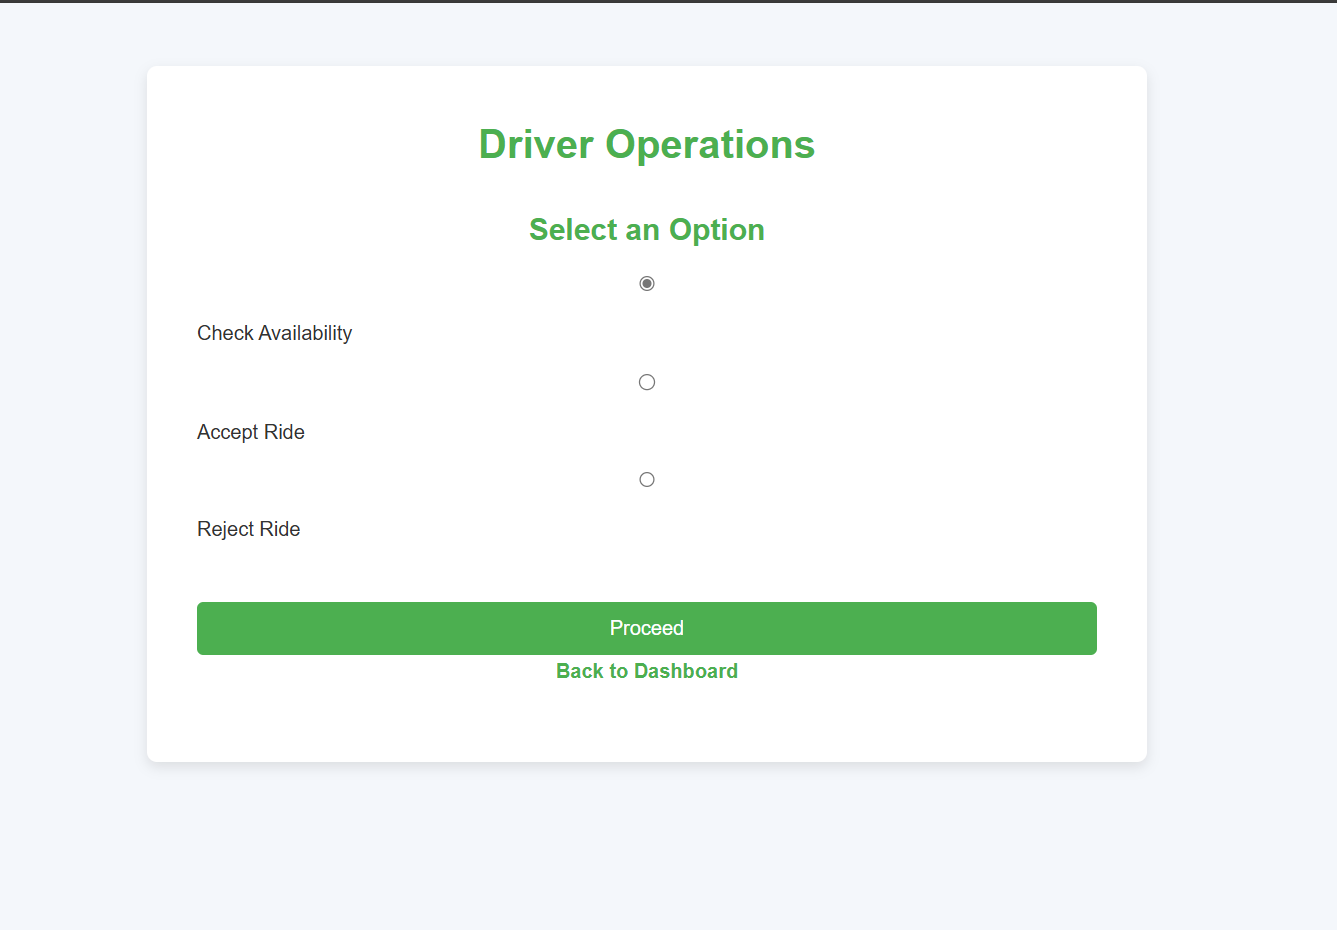 Driver Operations
Select an Option
Check Availability
Accept Ride
Reject Ride
Proceed
Back to Dashboard